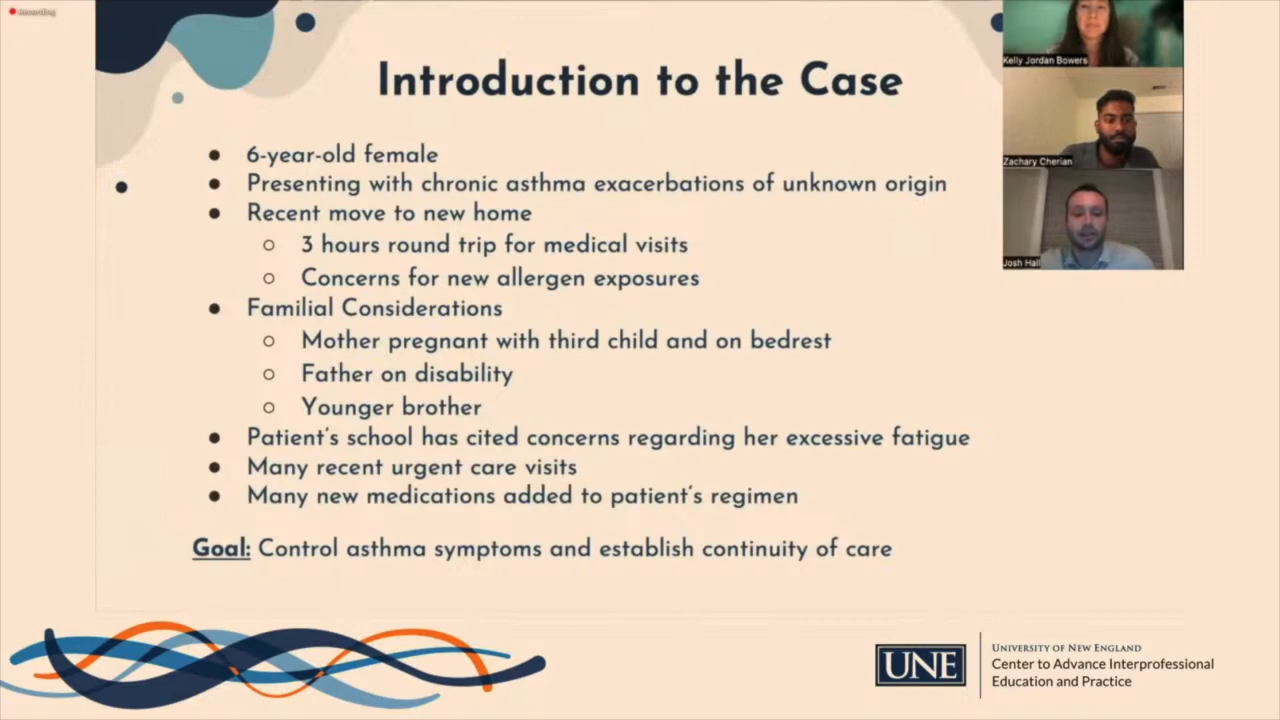 Recording
Introduction to the Case
6-year-old female
Presenting with chronic asthma exacerbations of unknown origin
Recent move to new home
3 hours round trip for medical visits
Concerns for new allergen exposures
Familial Considerations
Mother pregnant with third child and on bedrest
Father on disability
Younger brother
Patient's school has cited concerns regarding her excessive fatigue
Many recent urgent care visits
Many new medications added to patient's regimen
Goal: Control asthma symptoms and establish continuity of care
Kelly Jordan Bowers
Zachary Cherian
Josh Hall
UNE
UNIVERSITY OF NEW ENGLAND
Center to Advance Interprofessional
Education and Practice